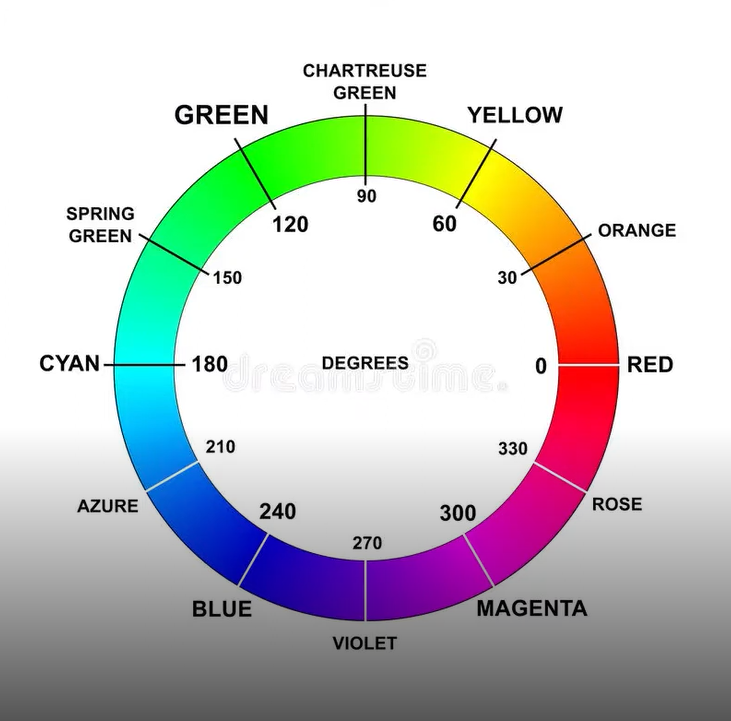 CHARTREUSE
GREEN
GREEN
YELLOW
90
120
60
SPRING
GREEN
ORANGE
150
30
CYAN
180
DEGREES
dreamstime.
0
RED
210
330
AZURE
ROSE
240
300
270
BLUE
MAGENTA
VIOLET